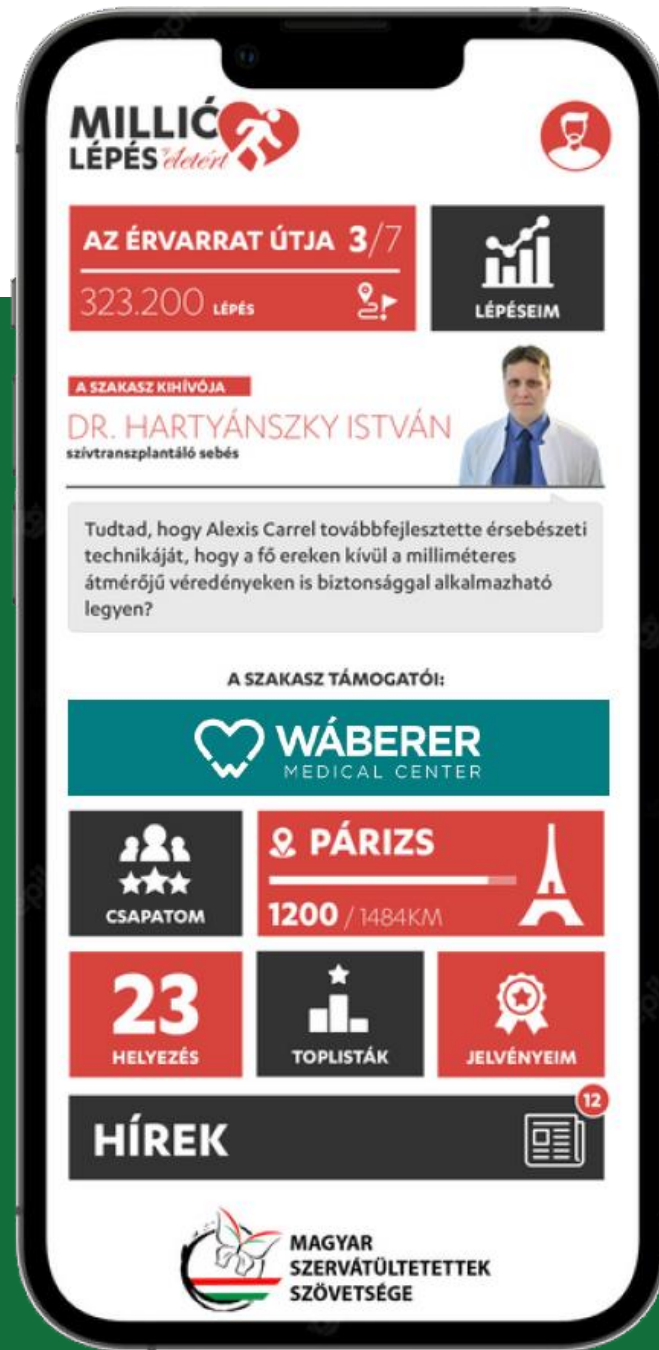 MILLIÓ
LÉPÉS az életért
AZ ÉRVARRAT ÚTJA 3/7
323.200 LÉPÉS
LÉPÉSEIM
A SZAKASZ KIHÍVÓJA
DR. HARTYÁNSZKY ISTVÁN
szívtranszplantáló sebés
Tudtad, hogy Alexis Carrel továbbfejlesztette érsebészeti
technikáját, hogy a fő ereken kívül a milliméteres
átmérőjű véredényeken is biztonsággal alkalmazható
legyen?
A SZAKASZ TÁMOGATÓI:
WÁBERER
MEDICAL CENTER
CSAPATOM
PÁRIZS
1200 / 1484KM
23
HELYEZÉS
TOPLISTÁK
JELVÉNYEIM
HÍREK
12
MAGYAR
SZERVÁTÜLTETETTEK
SZÖVETSÉGE